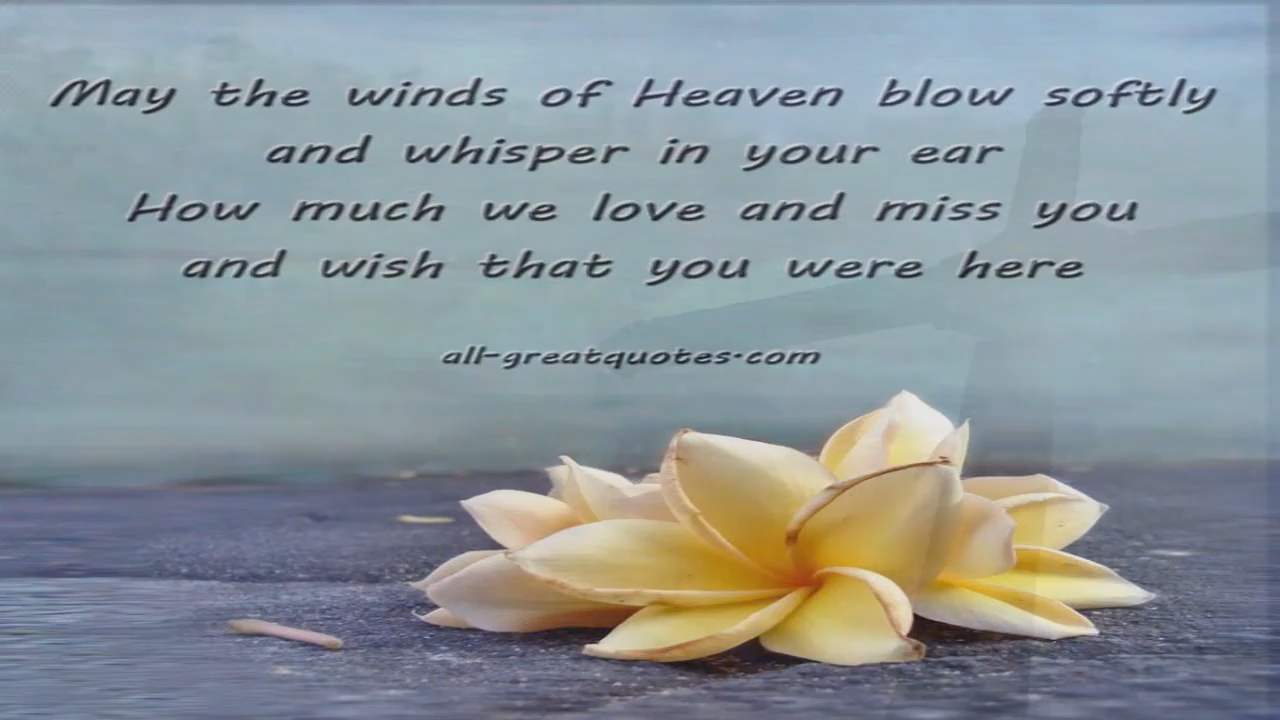 May the winds of Heaven blow softly
and whisper in your ear
How much we love and miss you
and wish that you were here
all-greatquotes.com